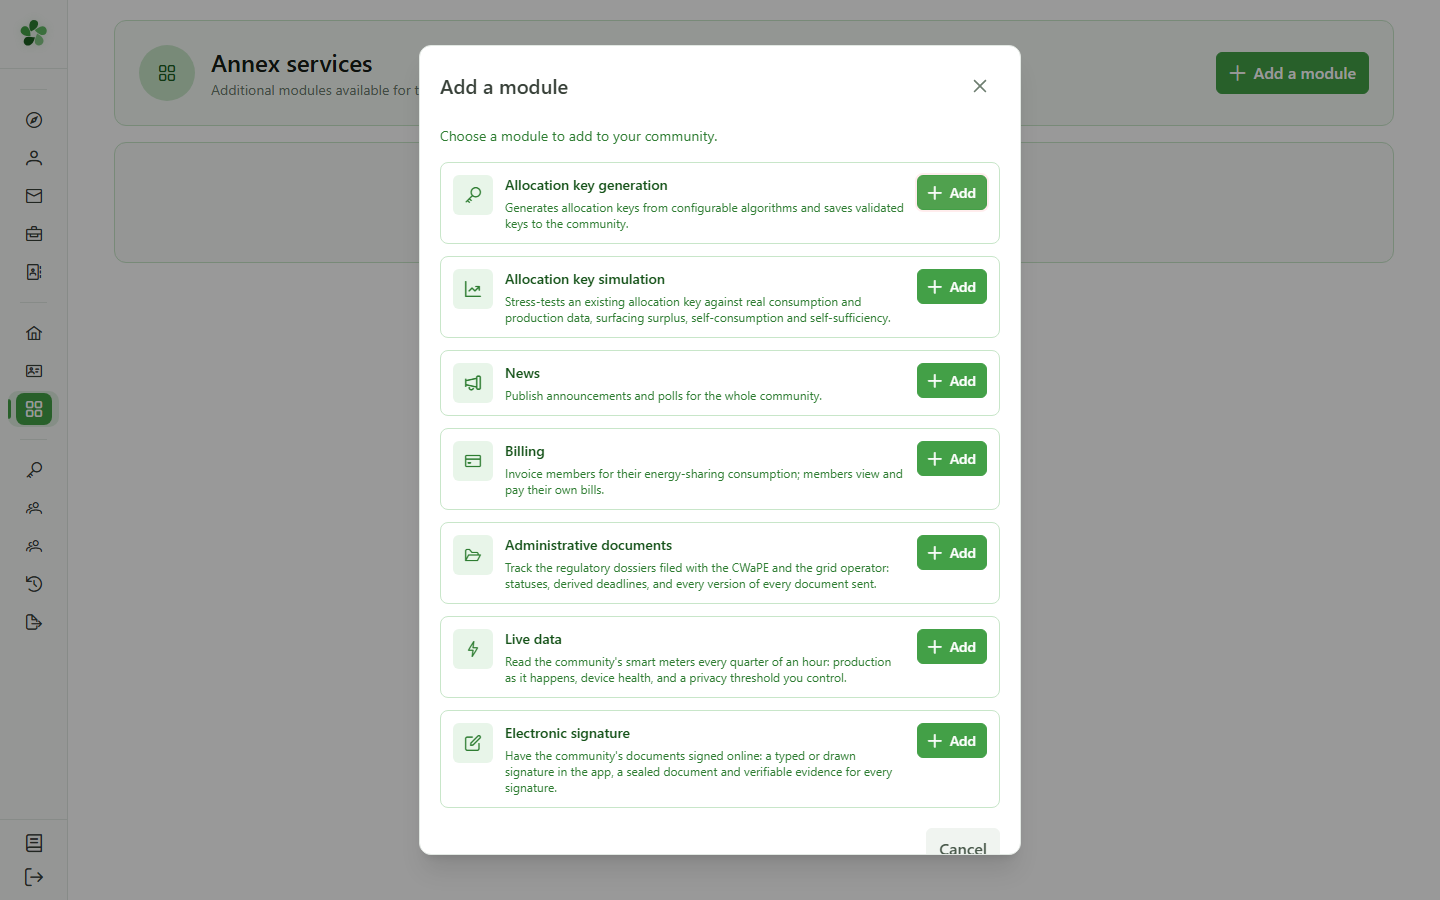 Annex services
Additional modules available for t
Add a module
Add a module
Choose a module to add to your community.
Allocation key generation
Generates allocation keys from configurable algorithms and saves validated
keys to the community.
Add
Allocation key simulation
Stress-tests an existing allocation key against real consumption and
production data, surfacing surplus, self-consumption and self-sufficiency.
Add
News
Publish announcements and polls for the whole community.
Add
Billing
Invoice members for their energy-sharing consumption; members view and
pay their own bills.
Add
Administrative documents
Track the regulatory dossiers filed with the CWaPE and the grid operator:
statuses, derived deadlines, and every version of every document sent.
Add
Live data
Read the community's smart meters every quarter of an hour: production
as it happens, device health, and a privacy threshold you control.
Add
Electronic signature
Have the community's documents signed online: a typed or drawn
signature in the app, a sealed document and verifiable evidence for every
signature.
Add
Cancel